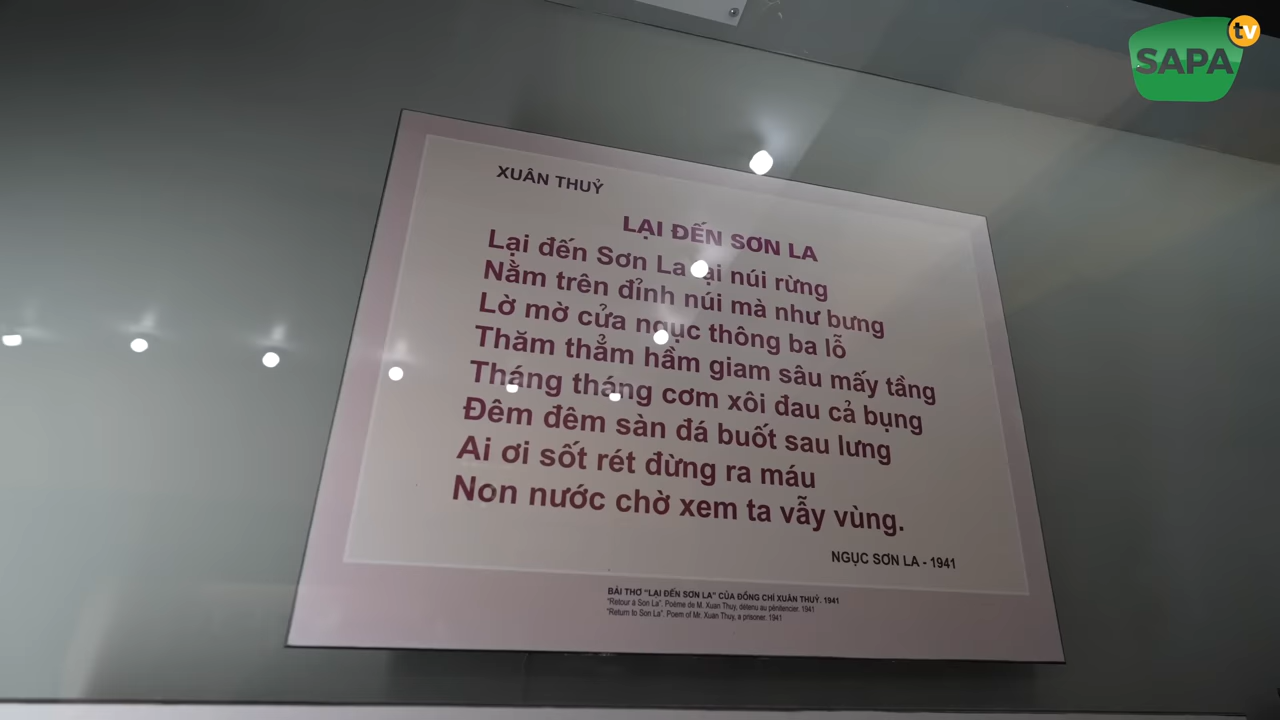 SAPA tv
XUÂN THUỶ
LẠI ĐẾN SƠN LA
Lại đến Sơn La lại núi rừng
Nằm trên đỉnh núi mà như bưng
Lờ mờ cửa ngục thông ba lỗ
Thăm thẳm hầm giam sâu mấy tầng
Tháng tháng cơm xôi đau cả bụng
Đêm đêm sàn đá buốt sau lưng
Ai ơi sốt rét đừng ra máu
Non nước chờ xem ta vẫy vùng.
NGỤC SƠN LA - 1941
BÀI THƠ "LẠI ĐẾN SƠN LA" CỦA ĐỒNG CHÍ XUÂN THUỶ. 1941
"Retour à Son La". Poème de M. Xuan Thuy, détenu au pénitencier. 1941
"Return to Son La". Poem of Mr. Xuan Thuy, a prisoner. 1941